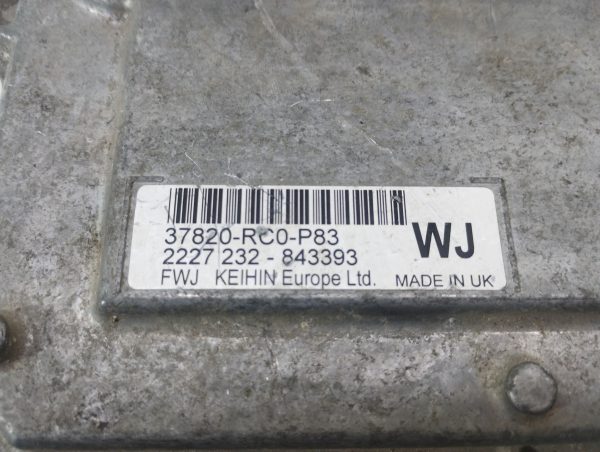 37820-RC0-P83
2227 232 - 843393
FWJ KEIHIN Europe Ltd. MADE IN UK
WJ